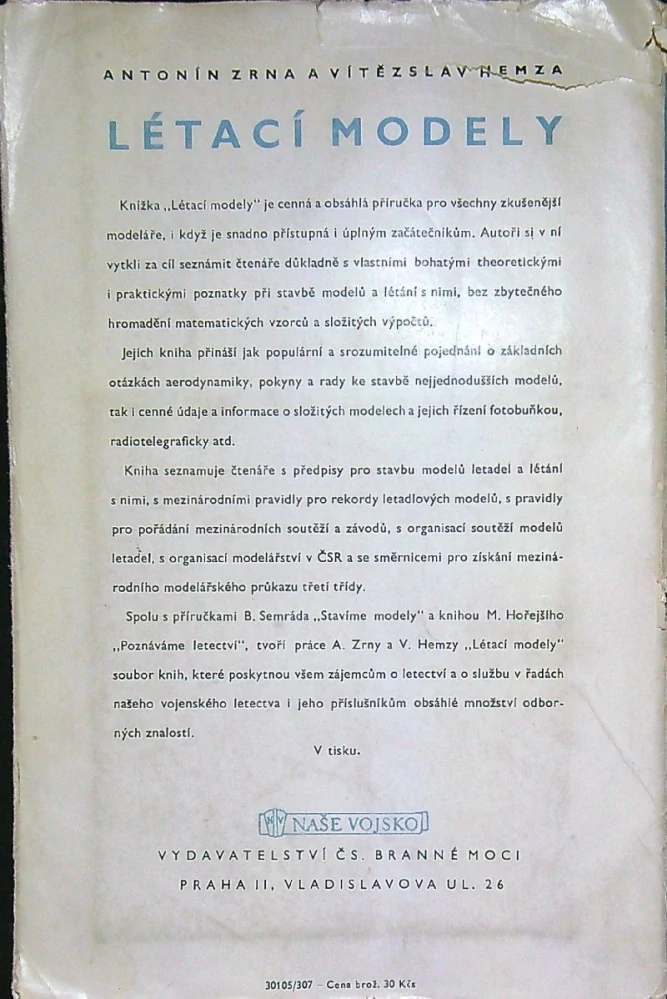 ANTONÍN ZRNA A VÍTĚZSLAV HEMZA
LÉTACÍ MODELY
Knížka „Létací modely" je cenná a obsáhlá příručka pro všechny zkušenější
modeláře, i když je snadno přístupná i úplným začátečníkům. Autoři si v ní
vytkli za cíl seznámit čtenáře důkladně s vlastními bohatými theoretickými
i praktickými poznatky při stavbě modelů a létání s nimi, bez zbytečného
hromadění matematických vzorců a složitých výpočtů.
Jejich kniha přináší jak populární a srozumitelné pojednání o základních
otázkách aerodynamiky, pokyny a rady ke stavbě nejjednodušších modelů,
tak i cenné údaje a informace o složitých modelech a jejich řízení fotobuňkou,
radiotelegraficky atd.
Kniha seznamuje čtenáře s předpisy pro stavbu modelů letadel a létání
s nimi, s mezinárodními pravidly pro rekordy letadlových modelů, s pravidly
pro pořádání mezinárodních soutěží a závodů, s organisací soutěží modelů
letadel, s organisací modelářství v ČSR a se směrnicemi pro získání meziná-
rodního modelářského průkazu třetí třídy.
Spolu s příručkami B. Semráda „Stavíme modely" a knihou M. Hořejšího
„Poznáváme letectví", tvoří práce A. Zrny a V. Hemzy „Létací modely"
soubor knih, které poskytnou všem zájemcům o letectví a o službu v řadách
našeho vojenského letectva i jeho příslušníkům obsáhlé množství odbor-
ných znalostí.
V tisku.
NV NAŠE VOJSKO
VYDAVATELSTVÍ ČS. BRANNÉ MOCI
PRAHA II, VLADISLAVOVA UL. 26
30105/307 – Cena brož. 30 Kčs